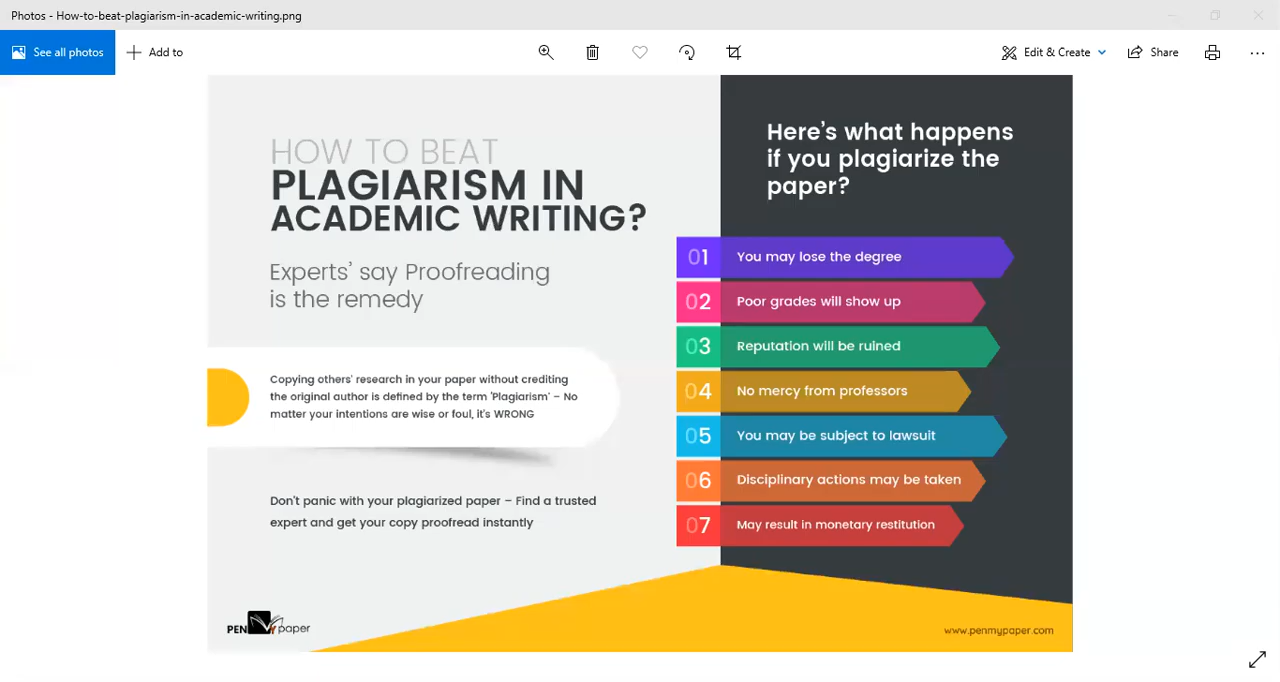 Photos - How-to-beat-plagiarism-in-academic-writing.png
See all photos
Add to
Edit & Create
Share
HOW TO BEAT
PLAGIARISM IN
ACADEMIC WRITING?
Experts' say Proofreading
is the remedy
Copying others' research in your paper without crediting
the original author is defined by the term 'Plagiarism' – No
matter your intentions are wise or foul, it's WRONG
Don't panic with your plagiarized paper – Find a trusted
expert and get your copy proofread instantly
PEN MY paper
Here's what happens
if you plagiarize the
paper?
01 You may lose the degree
02 Poor grades will show up
03 Reputation will be ruined
04 No mercy from professors
05 You may be subject to lawsuit
06 Disciplinary actions may be taken
07 May result in monetary restitution
www.penmypaper.com